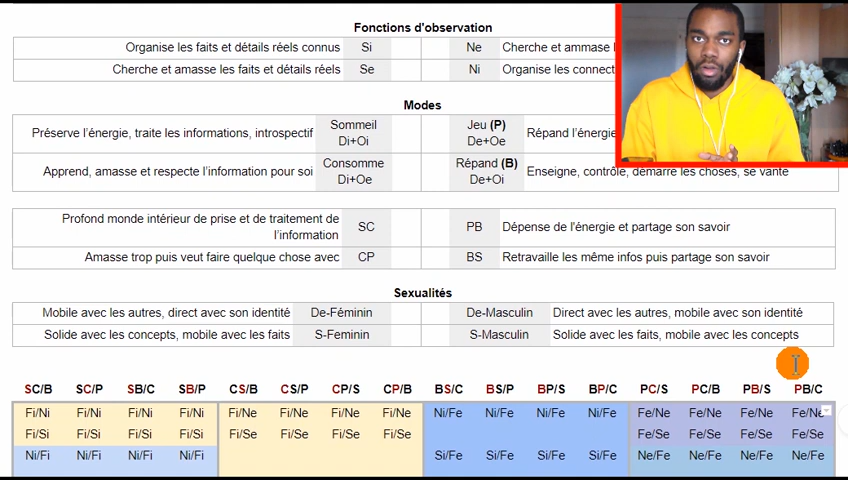 Fonctions d'observation
Organise les faits et détails réels connus Si Ne Cherche et ammase
Cherche et amasse les faits et détails réels Se Ni Organise les connect
Modes
Préserve l'énergie, traite les informations, introspectif Sommeil Di+Oi Jeu (P) De+Oe Répand l'énergie
Apprend, amasse et respecte l'information pour soi Consomme Di+Oe Répand (B) De+Oi Enseigne, contrôle, démarre les choses, se vante
Profond monde intérieur de prise et de traitement de
l'information SC PB Dépense de l'énergie et partage son savoir
Amasse trop puis veut faire quelque chose avec CP BS Retravaille les même infos puis partage son savoir
Sexualités
Mobile avec les autres, direct avec son identité De-Féminin De-Masculin Direct avec les autres, mobile avec son identité
Solide avec les concepts, mobile avec les faits S-Feminin S-Masculin Solide avec les faits, mobile avec les concepts
SC/B SC/P SB/C SB/P CS/B CS/P CP/S CP/B BS/C BS/P BP/S BP/C PC/S PC/B PB/S PB/C
Fi/Ni Fi/Ni Fi/Ni Fi/Ni Fi/Ne Fi/Ne Fi/Ne Fi/Ne Ni/Fe Ni/Fe Ni/Fe Ni/Fe Fe/Ne Fe/Ne Fe/Ne Fe/Ne
Fi/Si Fi/Si Fi/Si Fi/Si Fi/Se Fi/Se Fi/Se Fi/Se Fe/Se Fe/Se Fe/Se Fe/Se
Ni/Fi Ni/Fi Ni/Fi Ni/Fi Si/Fe Si/Fe Si/Fe Si/Fe Ne/Fe Ne/Fe Ne/Fe Ne/Fe